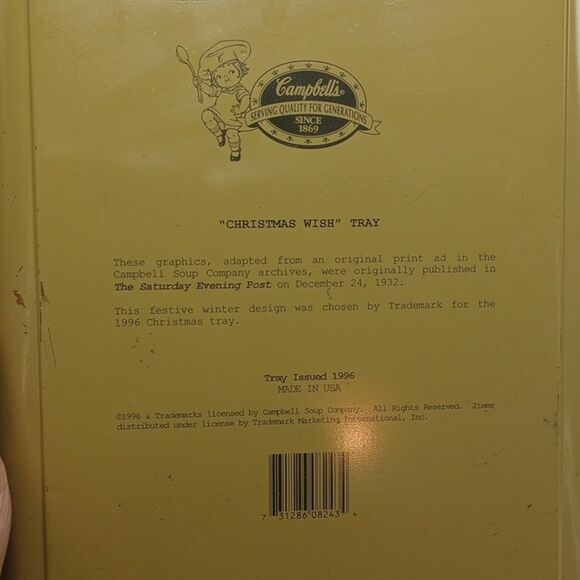 Campbell's®
SERVING QUALITY FOR GENERATIONS
SINCE
1869
"CHRISTMAS WISH" TRAY
These graphics, adapted from an original print ad in the
Campbell Soup Company archives, were originally published in
The Saturday Evening Post on December 24, 1932.
This festive winter design was chosen by Trademark for the
1996 Christmas tray.
Tray Issued 1996
MADE IN USA
©1996 & Trademarks licensed by Campbell Soup Company. All Rights Reserved. Items
distributed under license by Trademark Marketing International, Inc.
7 31286 08243 4